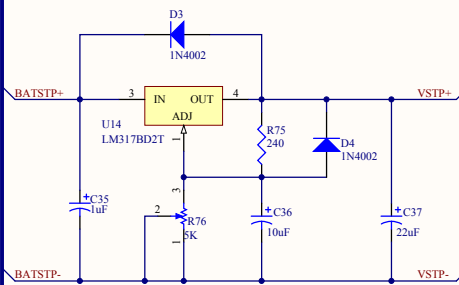 D3
1N4002
BATSTP+
3
IN
OUT
4
VSTP+
ADJ
U14
LM317BD2T
1
R75
240
D4
1N4002
C35
1uF
3
2
R76
5K
1
C36
10uF
C37
22uF
BATSTP-
VSTP-